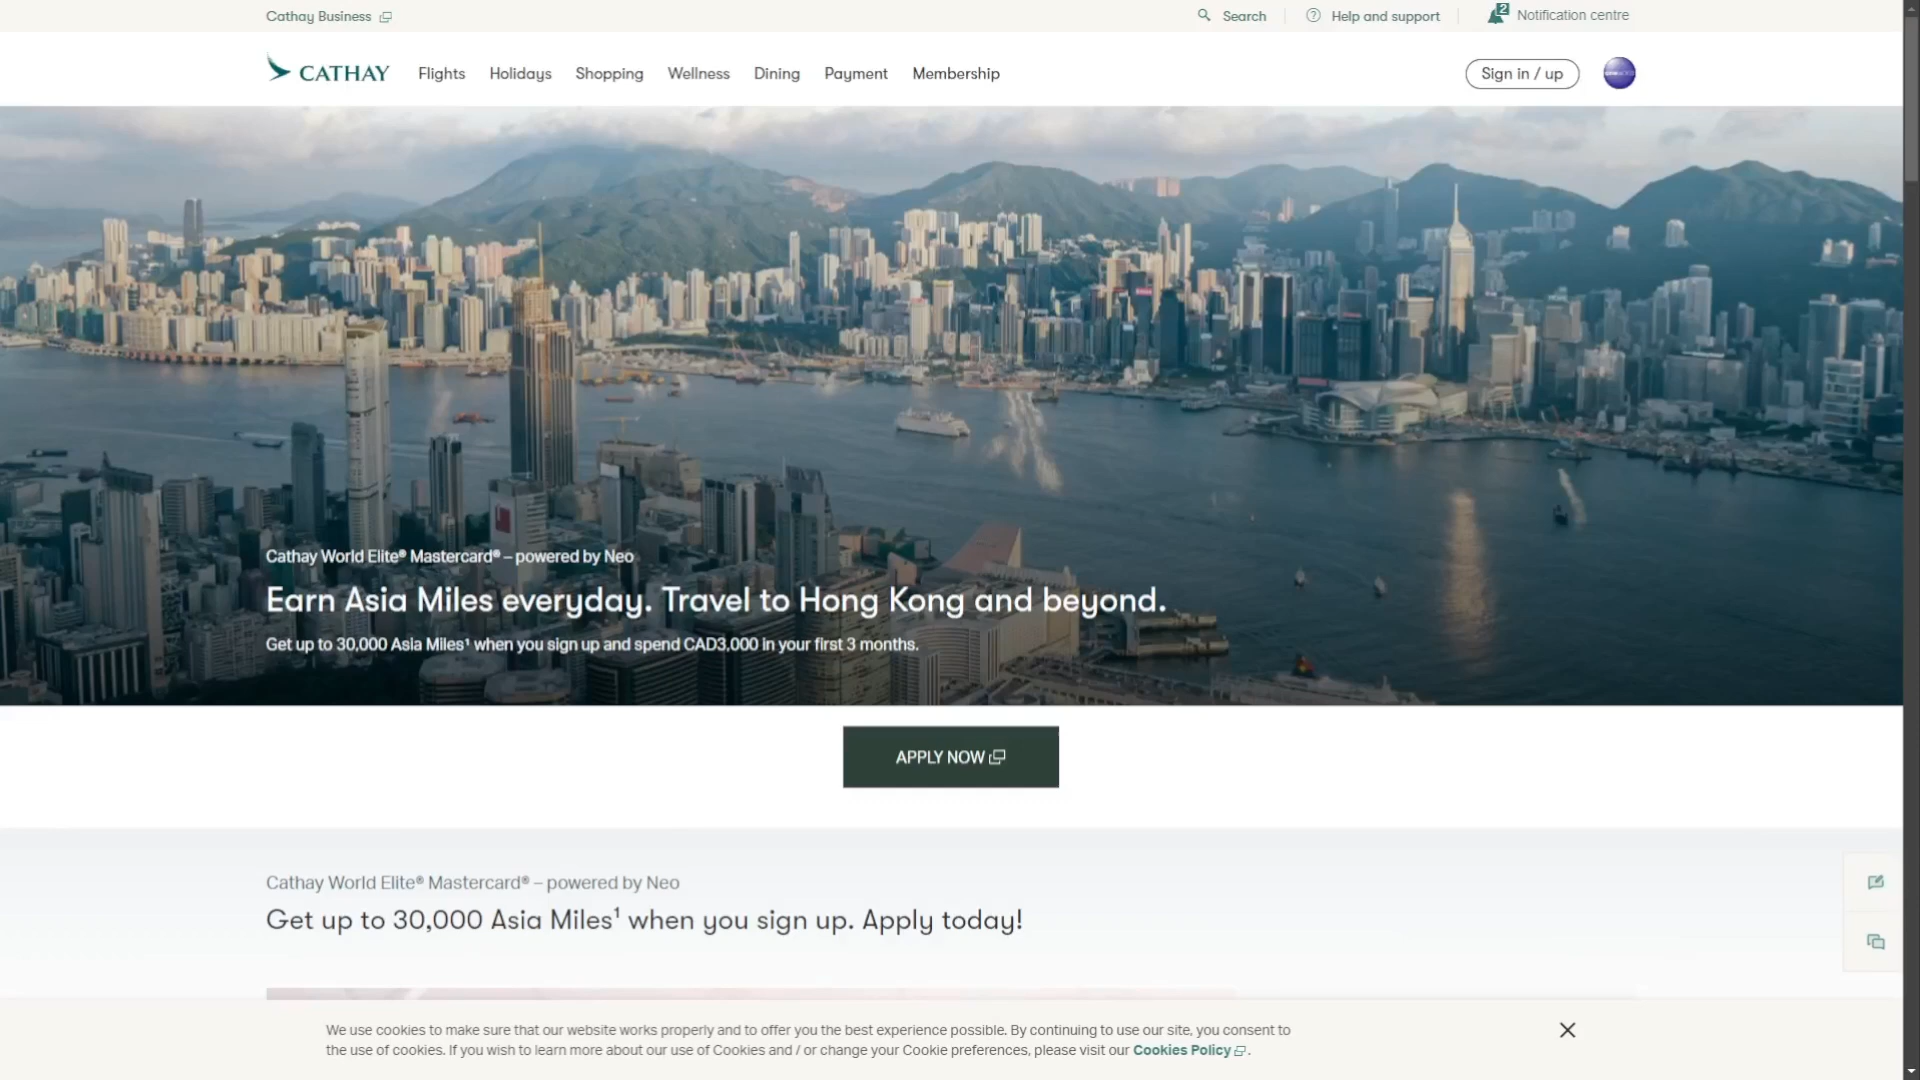 Cathay Business
Search
Help and support
2
Notification centre
CATHAY
Flights
Holidays
Shopping
Wellness
Dining
Payment
Membership
Sign in / up
Cathay World Elite® Mastercard® – powered by Neo
Earn Asia Miles everyday. Travel to Hong Kong and beyond.
Get up to 30,000 Asia Miles¹ when you sign up and spend CAD3,000 in your first 3 months.
APPLY NOW
Cathay World Elite® Mastercard® – powered by Neo
Get up to 30,000 Asia Miles¹ when you sign up. Apply today!
We use cookies to make sure that our website works properly and to offer you the best experience possible. By continuing to use our site, you consent to
the use of cookies. If you wish to learn more about our use of Cookies and / or change your Cookie preferences, please visit our Cookies Policy.